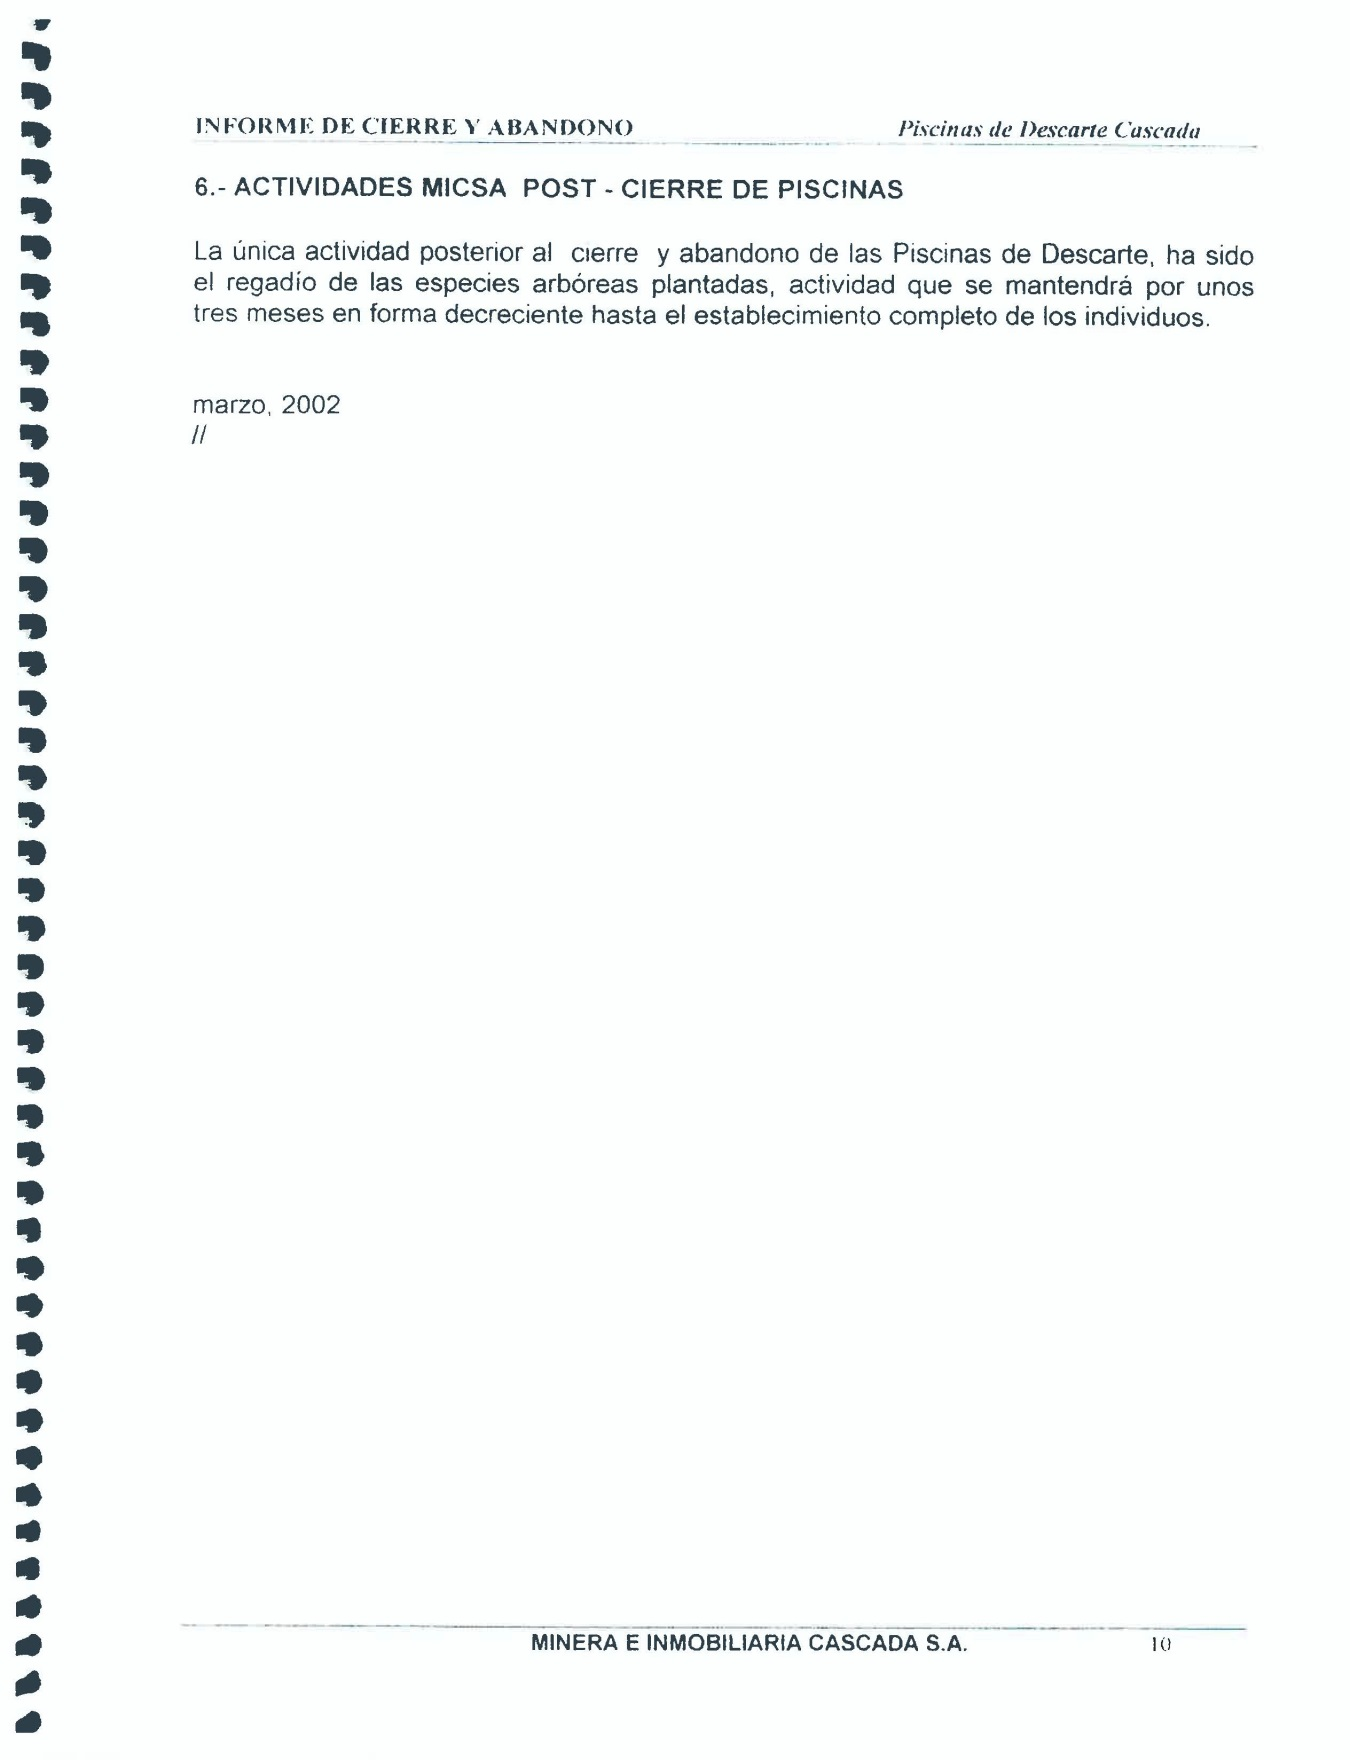 INFORME DE CIERRE Y ABANDONO Piscinas de Descarte Cascada
6.- ACTIVIDADES MICSA POST - CIERRE DE PISCINAS
La única actividad posterior al cierre y abandono de las Piscinas de Descarte, ha sido
el regadío de las especies arbóreas plantadas, actividad que se mantendrá por unos
tres meses en forma decreciente hasta el establecimiento completo de los individuos.
marzo, 2002
//
MINERA E INMOBILIARIA CASCADA S.A. 10